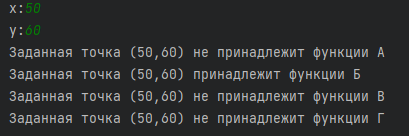 x:50
y:60
Заданная точка (50,60) не принадлежит функции А
Заданная точка (50,60) принадлежит функции Б
Заданная точка (50,60) не принадлежит функции В
Заданная точка (50,60) не принадлежит функции Г